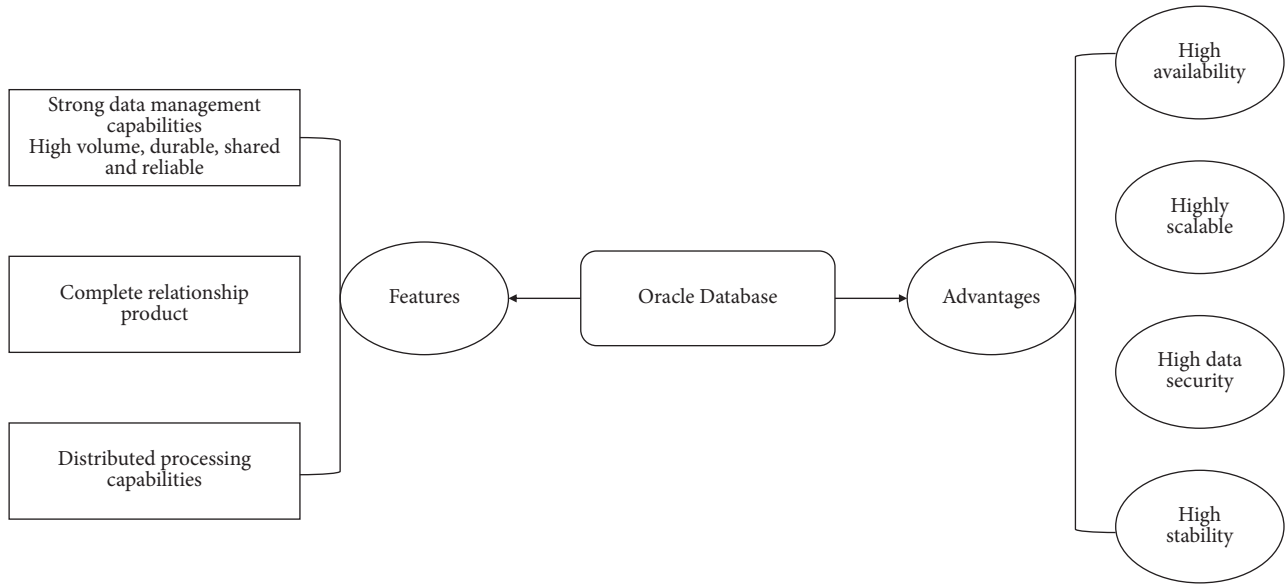 Strong data management
capabilities
High volume, durable, shared
and reliable
Complete relationship
product
Distributed processing
capabilities
Features
Oracle Database
Advantages
High
availability
Highly
scalable
High data
security
High
stability